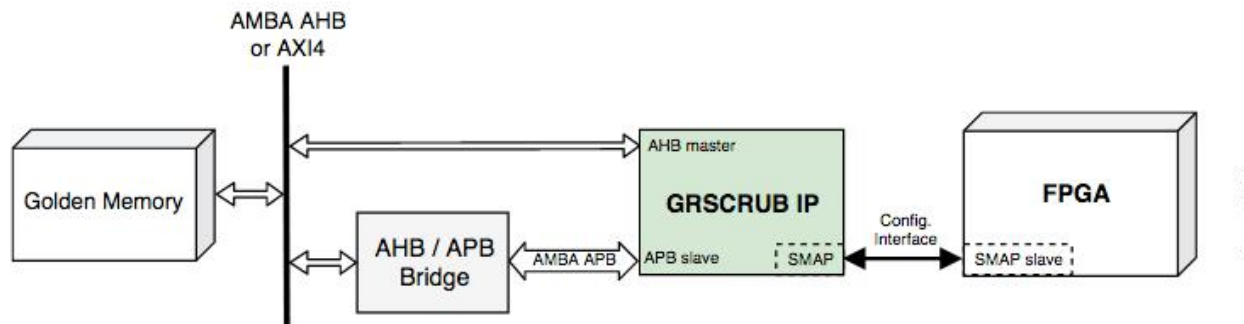 AMBA AHB
or AXI4
Golden Memory
AHB master
GRSCRUB IP
FPGA
Config.
Interface
AHB / APB
Bridge
AMBA APB
APB slave
SMAP
SMAP slave